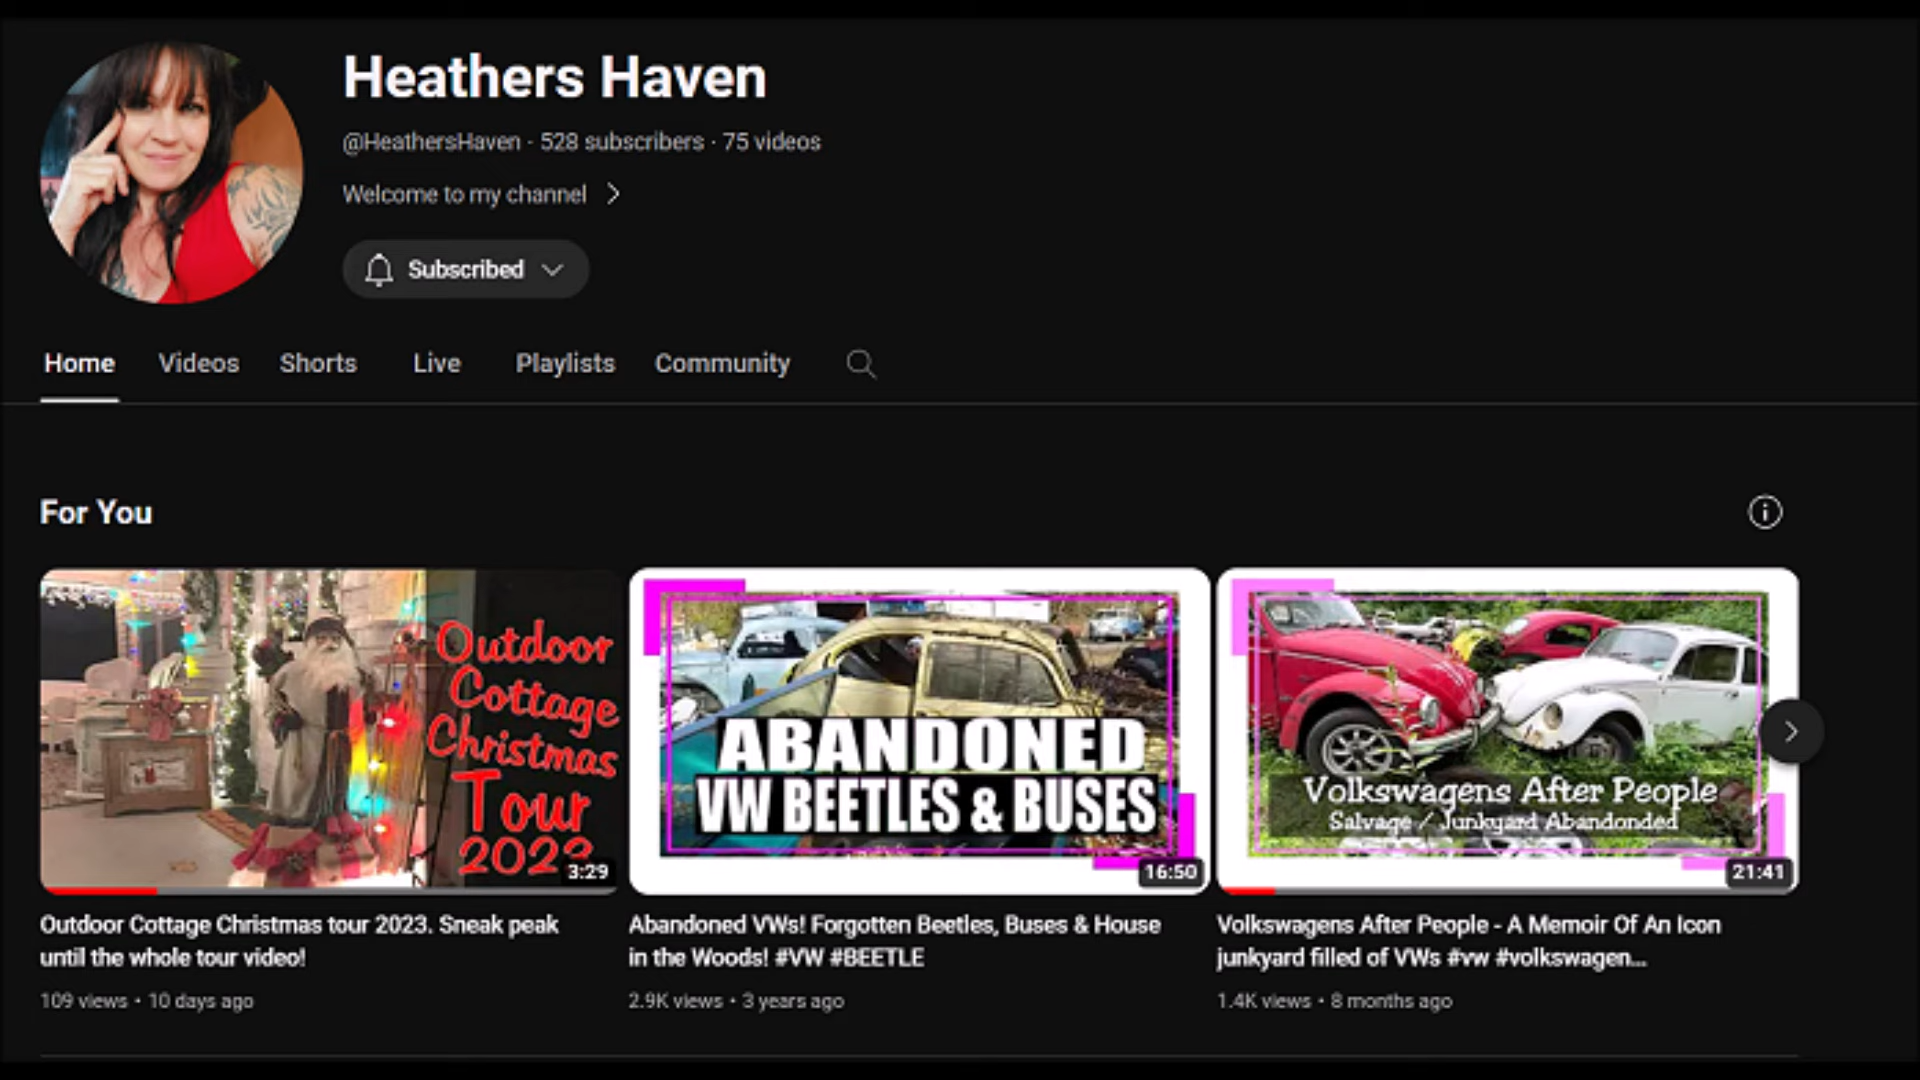 Heathers Haven
@HeathersHaven · 528 subscribers · 75 videos
Welcome to my channel
Subscribed
Home Videos Shorts Live Playlists Community
For You
Outdoor
Cottage
Christmas
Tour
2023
3:29
ABANDONED
VW BEETLES & BUSES
16:50
Volkswagens After People
Salvage / Junkyard Abandonded
21:41
Outdoor Cottage Christmas tour 2023. Sneak peak
until the whole tour video!
109 views • 10 days ago
Abandoned VWs! Forgotten Beetles, Buses & House
in the Woods! #VW #BEETLE
2.9K views • 3 years ago
Volkswagens After People - A Memoir Of An Icon
junkyard filled of VWs #vw #volkswagen...
1.4K views • 8 months ago